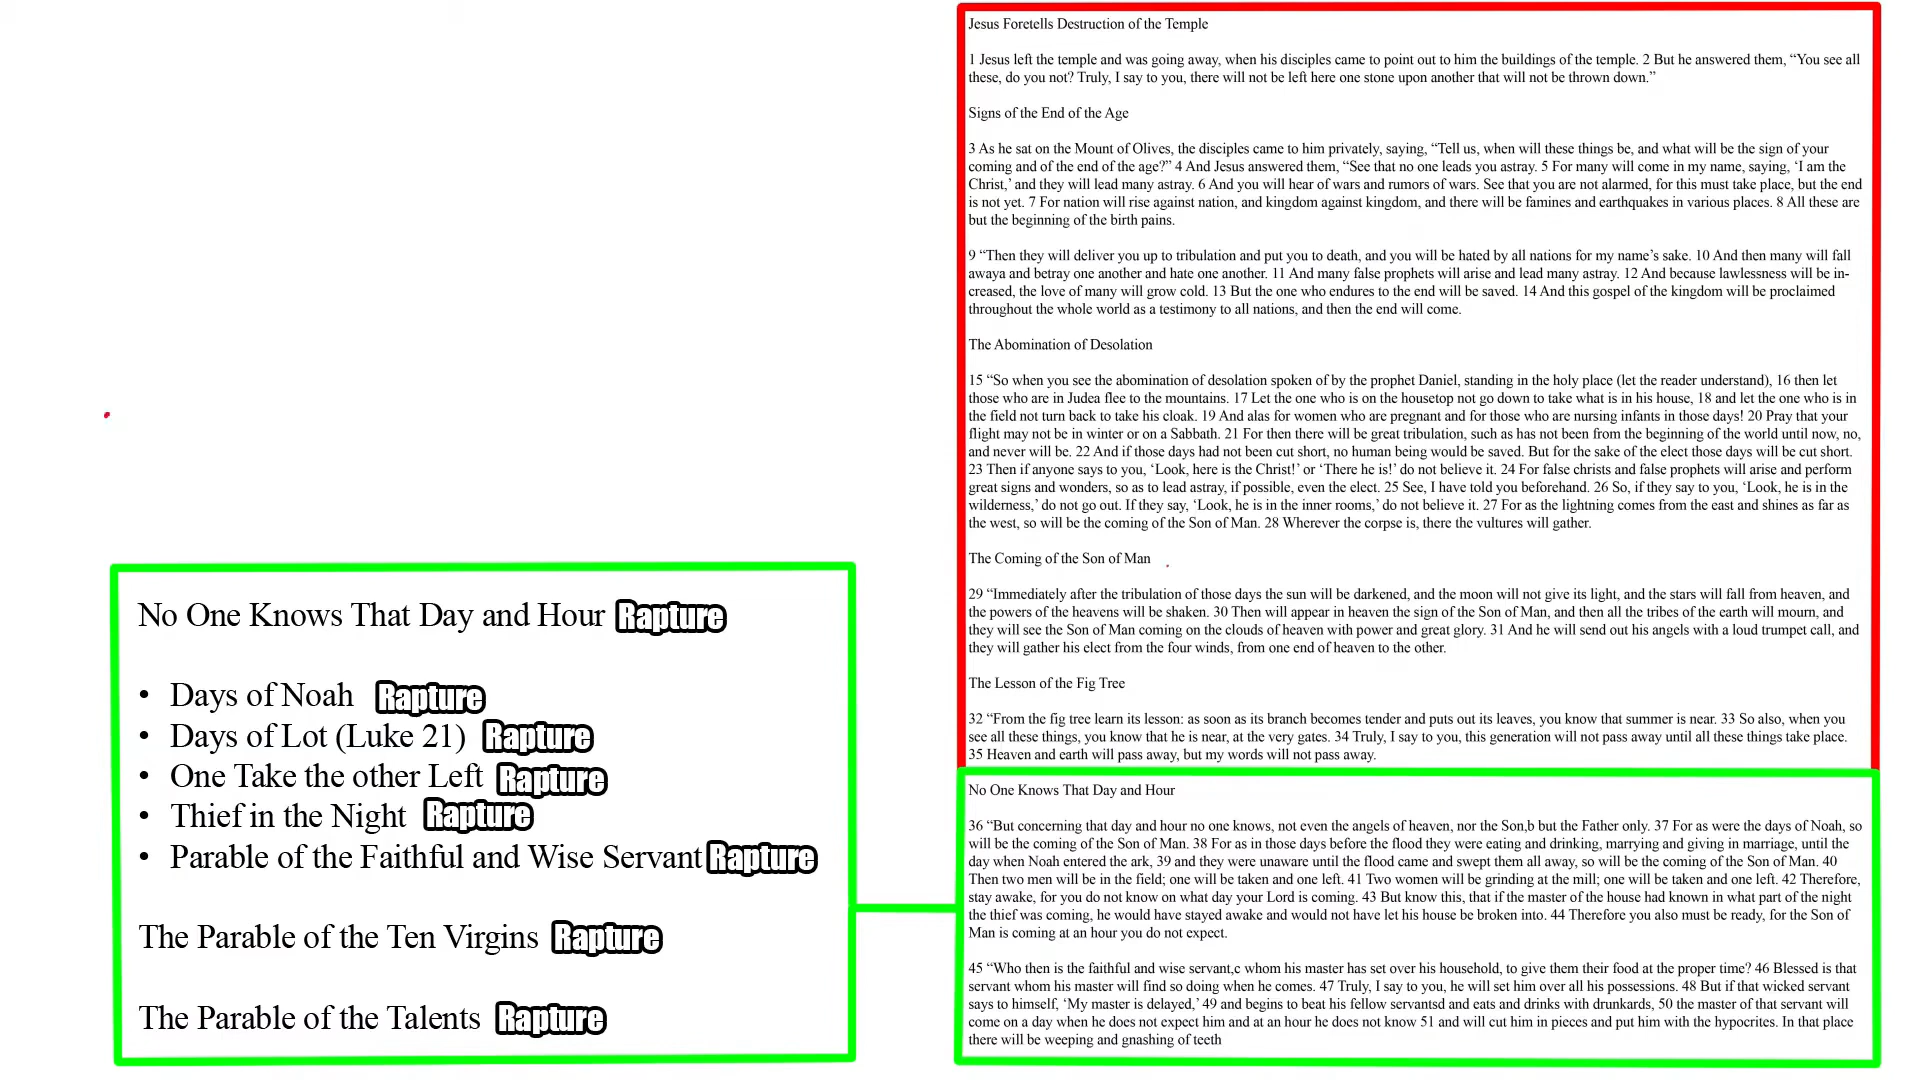 Jesus Foretells Destruction of the Temple
1 Jesus left the temple and was going away, when his disciples came to point out to him the buildings of the temple. 2 But he answered them, “You see all
these, do you not? Truly, I say to you, there will not be left here one stone upon another that will not be thrown down.”
Signs of the End of the Age
3 As he sat on the Mount of Olives, the disciples came to him privately, saying, “Tell us, when will these things be, and what will be the sign of your
coming and of the end of the age?” 4 And Jesus answered them, “See that no one leads you astray. 5 For many will come in my name, saying, ‘I am the
Christ,’ and they will lead many astray. 6 And you will hear of wars and rumors of wars. See that you are not alarmed, for this must take place, but the end
is not yet. 7 For nation will rise against nation, and kingdom against kingdom, and there will be famines and earthquakes in various places. 8 All these are
but the beginning of the birth pains.
9 “Then they will deliver you up to tribulation and put you to death, and you will be hated by all nations for my name’s sake. 10 And then many will fall
awaya and betray one another and hate one another. 11 And many false prophets will arise and lead many astray. 12 And because lawlessness will be in-
creased, the love of many will grow cold. 13 But the one who endures to the end will be saved. 14 And this gospel of the kingdom will be proclaimed
throughout the whole world as a testimony to all nations, and then the end will come.
The Abomination of Desolation
15 “So when you see the abomination of desolation spoken of by the prophet Daniel, standing in the holy place (let the reader understand), 16 then let
those who are in Judea flee to the mountains. 17 Let the one who is on the housetop not go down to take what is in his house, 18 and let the one who is in
the field not turn back to take his cloak. 19 And alas for women who are pregnant and for those who are nursing infants in those days! 20 Pray that your
flight may not be in winter or on a Sabbath. 21 For then there will be great tribulation, such as has not been from the beginning of the world until now, no,
and never will be. 22 And if those days had not been cut short, no human being would be saved. But for the sake of the elect those days will be cut short.
23 Then if anyone says to you, ‘Look, here is the Christ!’ or ‘There he is!’ do not believe it. 24 For false christs and false prophets will arise and perform
great signs and wonders, so as to lead astray, if possible, even the elect. 25 See, I have told you beforehand. 26 So, if they say to you, ‘Look, he is in the
wilderness,’ do not go out. If they say, ‘Look, he is in the inner rooms,’ do not believe it. 27 For as the lightning comes from the east and shines as far as
the west, so will be the coming of the Son of Man. 28 Wherever the corpse is, there the vultures will gather.
The Coming of the Son of Man
29 “Immediately after the tribulation of those days the sun will be darkened, and the moon will not give its light, and the stars will fall from heaven, and
the powers of the heavens will be shaken. 30 Then will appear in heaven the sign of the Son of Man, and then all the tribes of the earth will mourn, and
they will see the Son of Man coming on the clouds of heaven with power and great glory. 31 And he will send out his angels with a loud trumpet call, and
they will gather his elect from the four winds, from one end of heaven to the other.
The Lesson of the Fig Tree
32 “From the fig tree learn its lesson: as soon as its branch becomes tender and puts out its leaves, you know that summer is near. 33 So also, when you
see all these things, you know that he is near, at the very gates. 34 Truly, I say to you, this generation will not pass away until all these things take place.
35 Heaven and earth will pass away, but my words will not pass away.
No One Knows That Day and Hour
36 “But concerning that day and hour no one knows, not even the angels of heaven, nor the Son,b but the Father only. 37 For as were the days of Noah, so
will be the coming of the Son of Man. 38 For as in those days before the flood they were eating and drinking, marrying and giving in marriage, until the
day when Noah entered the ark, 39 and they were unaware until the flood came and swept them all away, so will be the coming of the Son of Man. 40
Then two men will be in the field; one will be taken and one left. 41 Two women will be grinding at the mill; one will be taken and one left. 42 Therefore,
stay awake, for you do not know on what day your Lord is coming. 43 But know this, that if the master of the house had known in what part of the night
the thief was coming, he would have stayed awake and would not have let his house be broken into. 44 Therefore you also must be ready, for the Son of
Man is coming at an hour you do not expect.
45 “Who then is the faithful and wise servant,c whom his master has set over his household, to give them their food at the proper time? 46 Blessed is that
servant whom his master will find so doing when he comes. 47 Truly, I say to you, he will set him over all his possessions. 48 But if that wicked servant
says to himself, ‘My master is delayed,’ 49 and begins to beat his fellow servantsd and eats and drinks with drunkards, 50 the master of that servant will
come on a day when he does not expect him and at an hour he does not know 51 and will cut him in pieces and put him with the hypocrites. In that place
there will be weeping and gnashing of teeth
No One Knows That Day and Hour Rapture
• Days of Noah Rapture
• Days of Lot (Luke 21) Rapture
• One Take the other Left Rapture
• Thief in the Night Rapture
• Parable of the Faithful and Wise Servant Rapture
The Parable of the Ten Virgins Rapture
The Parable of the Talents Rapture